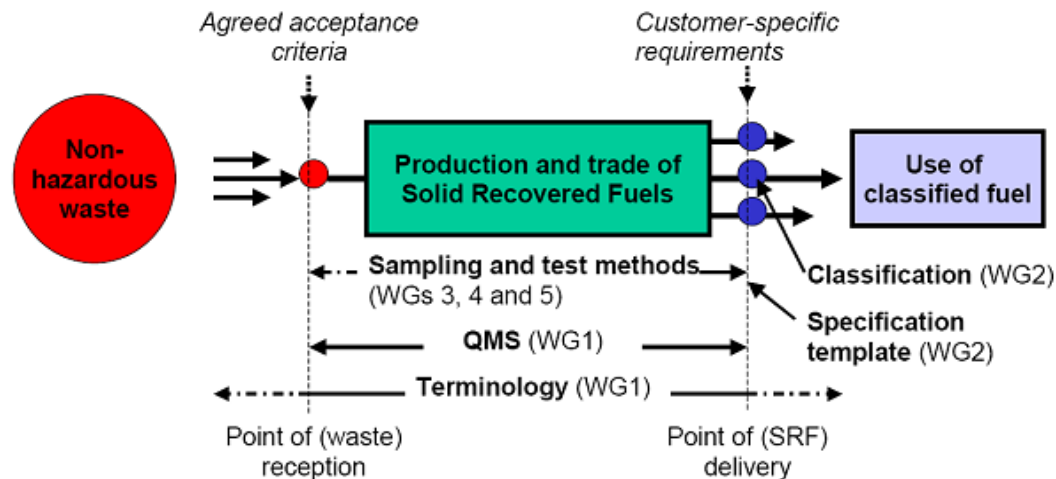 Agreed acceptance
criteria
Customer-specific
requirements
Non-
hazardous
waste
Production and trade of
Solid Recovered Fuels
Use of
classified fuel
Sampling and test methods
(WGs 3, 4 and 5)
Classification (WG2)
Specification
template (WG2)
QMS (WG1)
Terminology (WG1)
Point of (waste)
reception
Point of (SRF)
delivery